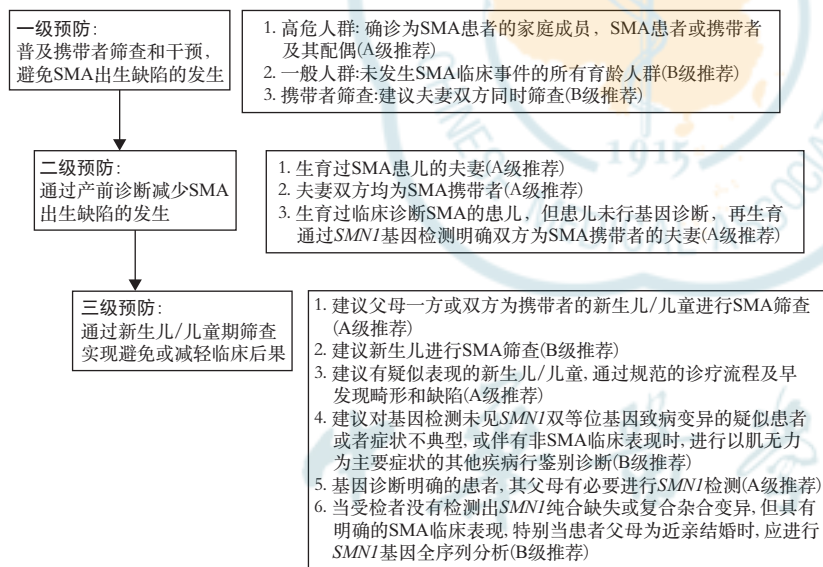 一级预防:
普及携带者筛查和干预,
避免SMA出生缺陷的发生
1. 高危人群: 确诊为SMA患者的家庭成员，SMA患者或携带者
及其配偶(A级推荐)
2. 一般人群:未发生SMA临床事件的所有育龄人群(B级推荐)
3. 携带者筛查:建议夫妻双方同时筛查(B级推荐)
二级预防:
通过产前诊断减少SMA
出生缺陷的发生
1. 生育过SMA患儿的夫妻(A级推荐)
2. 夫妻双方均为SMA携带者(A级推荐)
3. 生育过临床诊断SMA的患儿，但患儿未行基因诊断，再生育
通过SMN1基因检测明确双方为SMA携带者的夫妻(A级推荐)
三级预防:
通过新生儿/儿童期筛查
实现避免或减轻临床后果
1. 建议父母一方或双方为携带者的新生儿/儿童进行SMA筛查
(A级推荐)
2. 建议新生儿进行SMA筛查(B级推荐)
3. 建议有疑似表现的新生儿/儿童, 通过规范的诊疗流程及早
发现畸形和缺陷(A级推荐)
4. 建议对基因检测未见SMN1双等位基因致病变异的疑似患者
或者症状不典型, 或伴有非SMA临床表现时, 进行以肌无力
为主要症状的其他疾病行鉴别诊断(B级推荐)
5. 基因诊断明确的患者, 其父母有必要进行SMN1检测(A级推荐)
6. 当受检者没有检测出SMN1纯合缺失或复合杂合变异, 但具有
明确的SMA临床表现, 特别当患者父母为近亲结婚时, 应进行
SMN1基因全序列分析(B级推荐)
1915